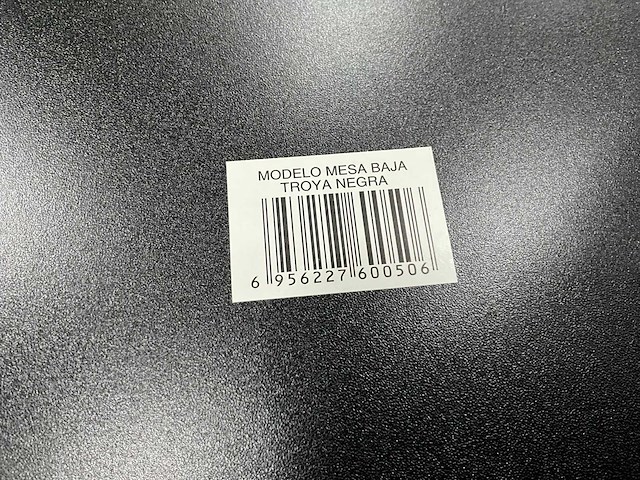 MODELO MESA BAJA
TROYA NEGRA
6 956227 600506